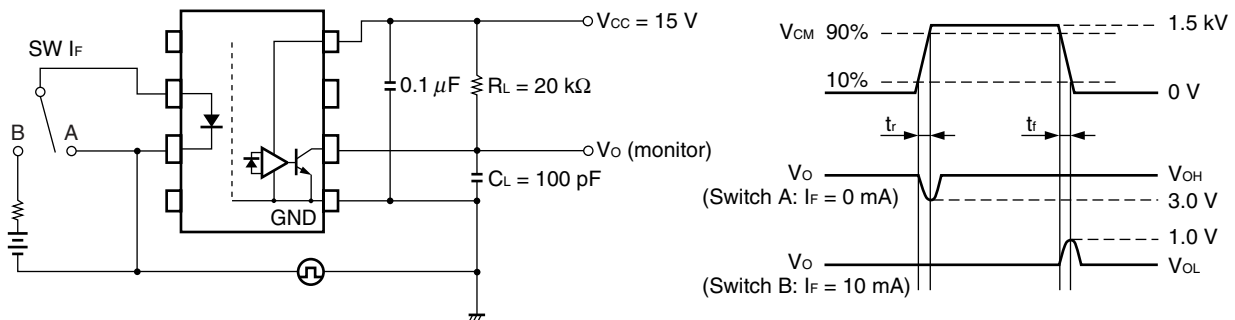 SW IF
B
A
GND
VCC = 15 V
0.1 μF
RL = 20 kΩ
VO (monitor)
CL = 100 pF
VCM 90%
10%
1.5 kV
0 V
tr
tf
VO
(Switch A: IF = 0 mA)
VOH
3.0 V
1.0 V
VO
(Switch B: IF = 10 mA)
VOL